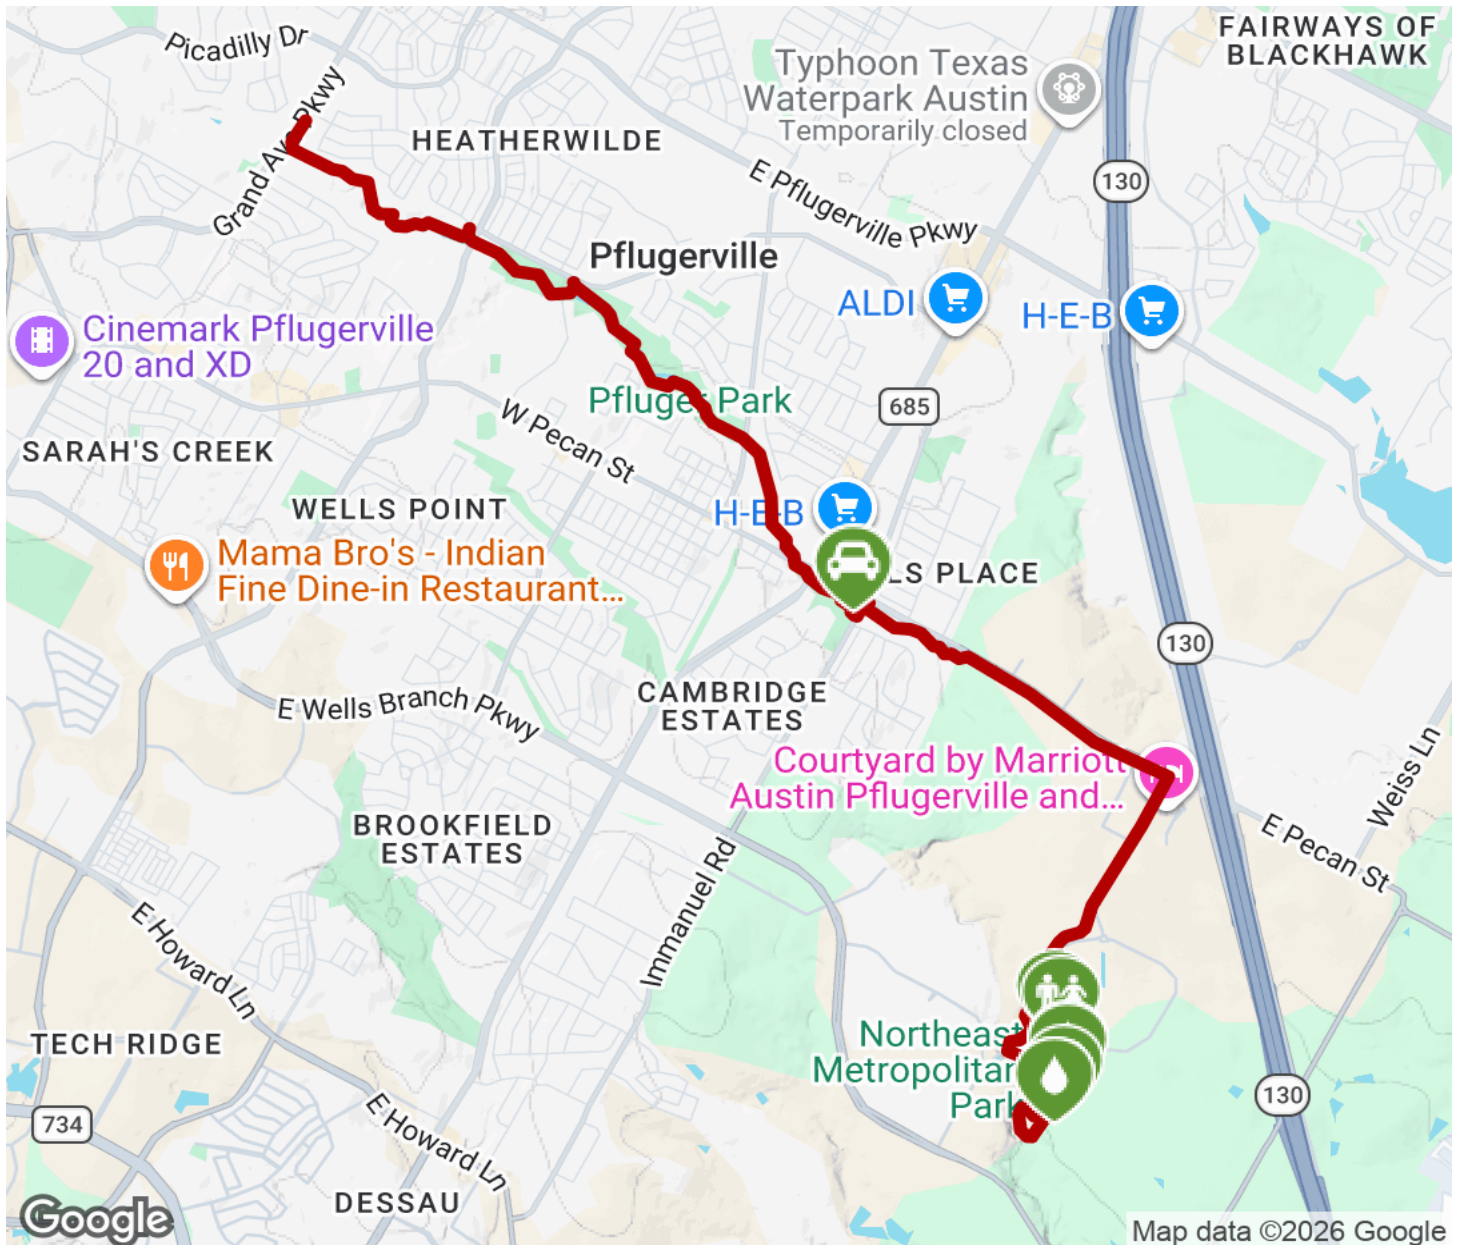 Picadilly Dr
FAIRWAYS OF
BLACKHAWK
Typhoon Texas
Waterpark Austin
Temporarily closed
Grand Ave Pkwy
HEATHERWILDE
130
E Pflugerville Pkwy
Pflugerville
ALDI
H-E-B
Cinemark Pflugerville
20 and XD
Pfluger Park
685
W Pecan St
SARAH'S CREEK
WELLS POINT
H-E-B
Mama Bro's - Indian
Fine Dine-in Restaurant...
LS PLACE
130
E Wells Branch Pkwy
CAMBRIDGE
ESTATES
Courtyard by Marriott
Austin Pflugerville and...
Weiss Ln
E Pecan St
BROOKFIELD
ESTATES
Immanuel Rd
E Howard Ln
Northeast
Metropolitan
Park
TECH RIDGE
130
734
E Howard Ln
DESSAU
Google
Map data ©2026 Google